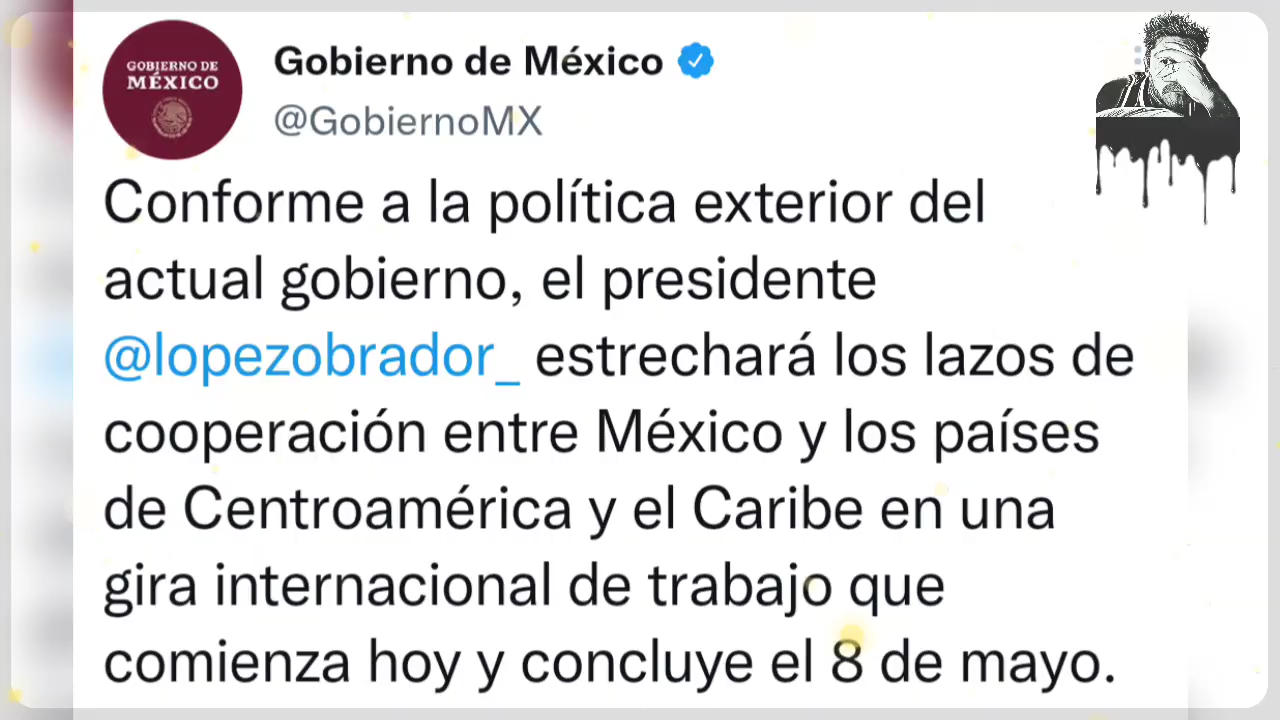 GOBIERNO DE
MÉXICO
Gobierno de México
@GobiernoMX
Conforme a la política exterior del
actual gobierno, el presidente
@lopezobrador_ estrechará los lazos de
cooperación entre México y los países
de Centroamérica y el Caribe en una
gira internacional de trabajo que
comienza hoy y concluye el 8 de mayo.